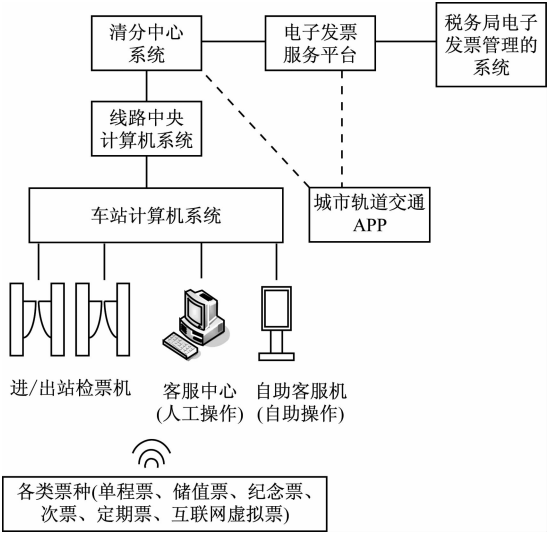 清分中心
系统
电子发票
服务平台
税务局电子
发票管理的
系统
线路中央
计算机系统
车站计算机系统
城市轨道交通
APP
进/出站检票机
客服中心
(人工操作)
自助客服机
(自助操作)
各类票种(单程票、储值票、纪念票、
次票、定期票、互联网虚拟票)